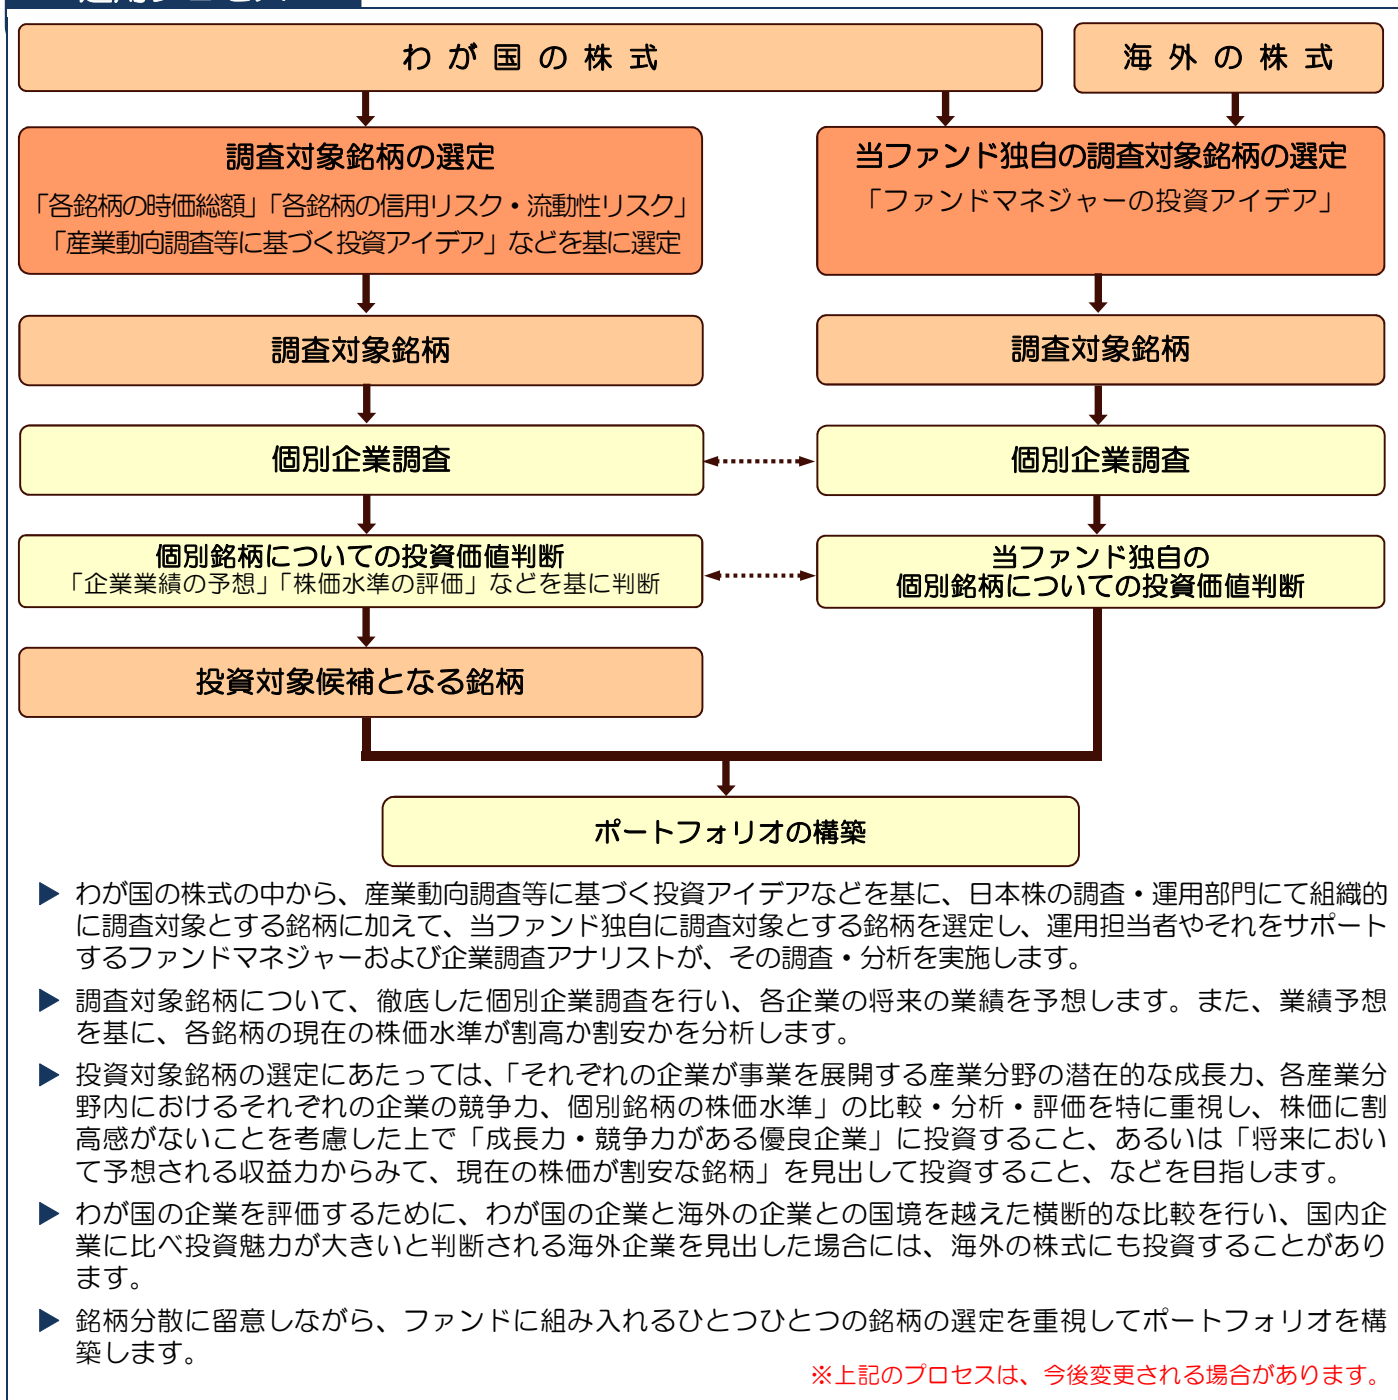 わが国の株式
海外の株式
調査対象銘柄の選定
「各銘柄の時価総額」「各銘柄の信用リスク・流動性リスク」
「産業動向調査等に基づく投資アイデア」などを基に選定
当ファンド独自の調査対象銘柄の選定
「ファンドマネジャーの投資アイデア」
調査対象銘柄
調査対象銘柄
個別企業調査
個別企業調査
個別銘柄についての投資価値判断
「企業業績の予想」「株価水準の評価」などを基に判断
当ファンド独自の
個別銘柄についての投資価値判断
投資対象候補となる銘柄
ポートフォリオの構築
▶ わが国の株式の中から、産業動向調査等に基づく投資アイデアなどを基に、日本株の調査・運用部門にて組織的
に調査対象とする銘柄に加えて、当ファンド独自に調査対象とする銘柄を選定し、運用担当者やそれをサポート
するファンドマネジャーおよび企業調査アナリストが、その調査・分析を実施します。
▶ 調査対象銘柄について、徹底した個別企業調査を行い、各企業の将来の業績を予想します。また、業績予想
を基に、各銘柄の現在の株価水準が割高か割安かを分析します。
▶ 投資対象銘柄の選定にあたっては、「それぞれの企業が事業を展開する産業分野の潜在的な成長力、各産業分
野内におけるそれぞれの企業の競争力、個別銘柄の株価水準」の比較・分析・評価を特に重視し、株価に割
高感がないことを考慮した上で「成長力・競争力がある優良企業」に投資すること、あるいは「将来におい
て予想される収益力からみて、現在の株価が割安な銘柄」を見出して投資すること、などを目指します。
▶ わが国の企業を評価するために、わが国の企業と海外の企業との国境を越えた横断的な比較を行い、国内企
業に比べ投資魅力が大きいと判断される海外企業を見出した場合には、海外の株式にも投資することがあり
ます。
▶ 銘柄分散に留意しながら、ファンドに組み入れるひとつひとつの銘柄の選定を重視してポートフォリオを構
築します。
※上記のプロセスは、今後変更される場合があります。